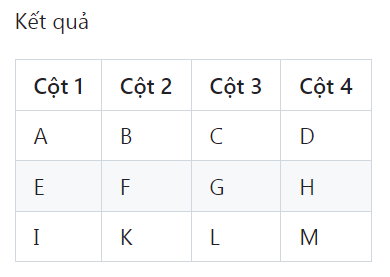 Kết quả
Cột 1 Cột 2 Cột 3 Cột 4
A B C D
E F G H
I K L M